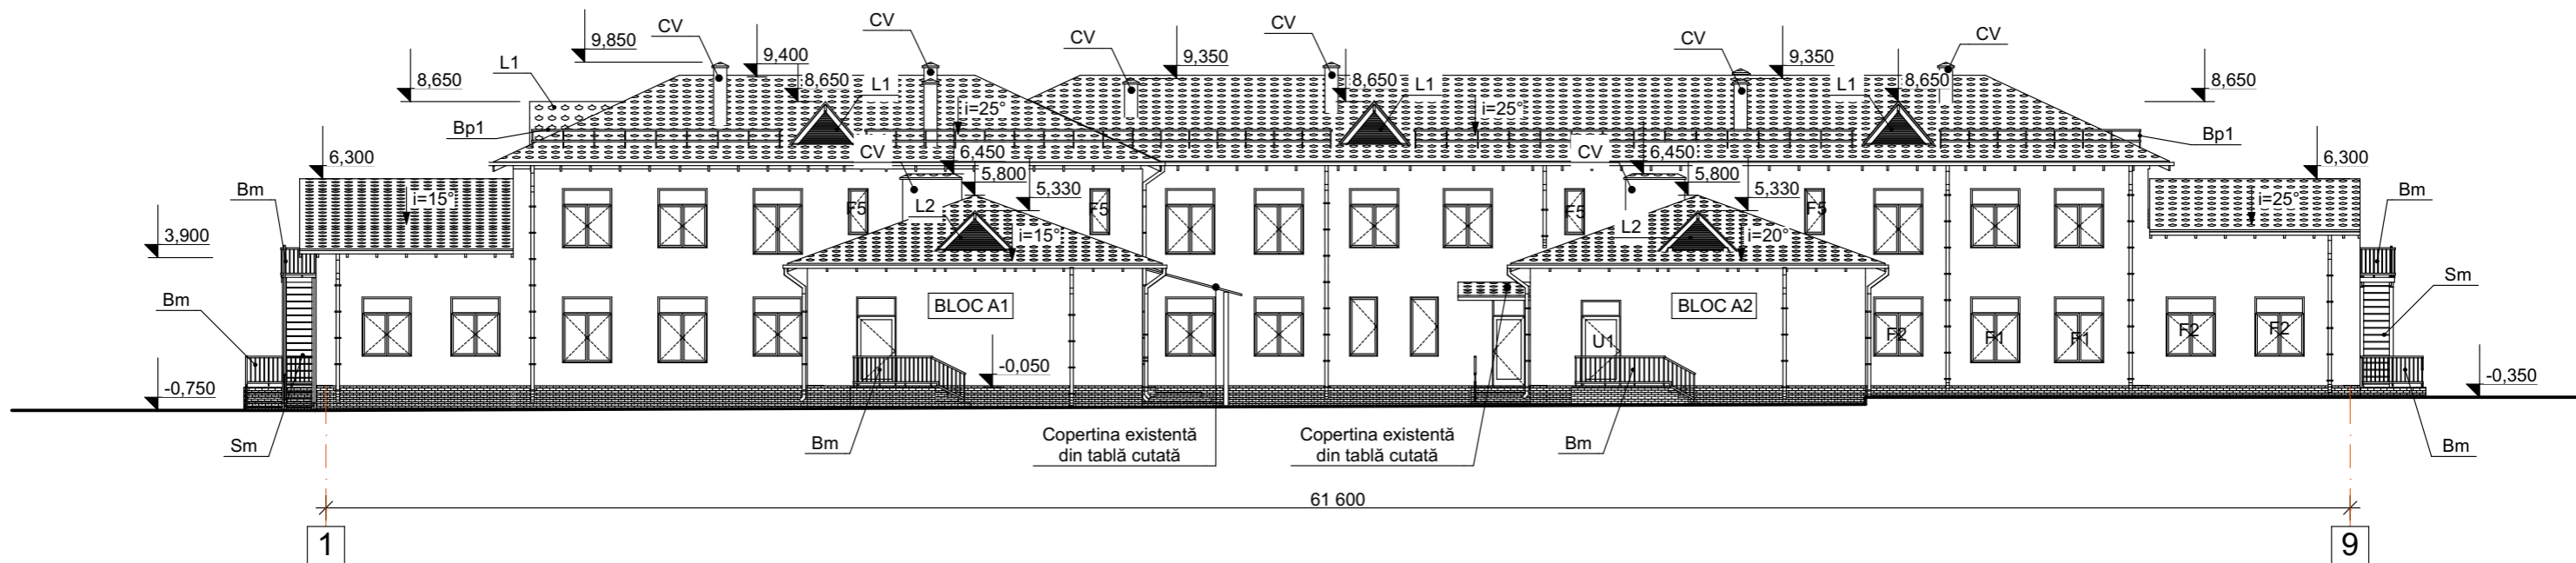 CV
CV
CV
CV
CV
CV
9,850
9,400
9,350
9,350
L1
8,650
8,650
L1
8,650
L1
L1
8,650
8,650
i=25°
i=25°
Bp1
Bp1
6,300
CV
6,450
CV
6,450
6,300
Bm
i=15°
5,800
5,330
5,800
5,330
i=25°
Bm
F5
F5
F5
F5
L2
L2
3,900
i=15°
i=20°
Bm
BLOC A1
BLOC A2
Sm
U1
F2
F1
F1
F2
F2
-0,750
-0,050
-0,350
Sm
Bm
Copertina existentă
din tablă cutată
Copertina existentă
din tablă cutată
Bm
Bm
61 600
1
9